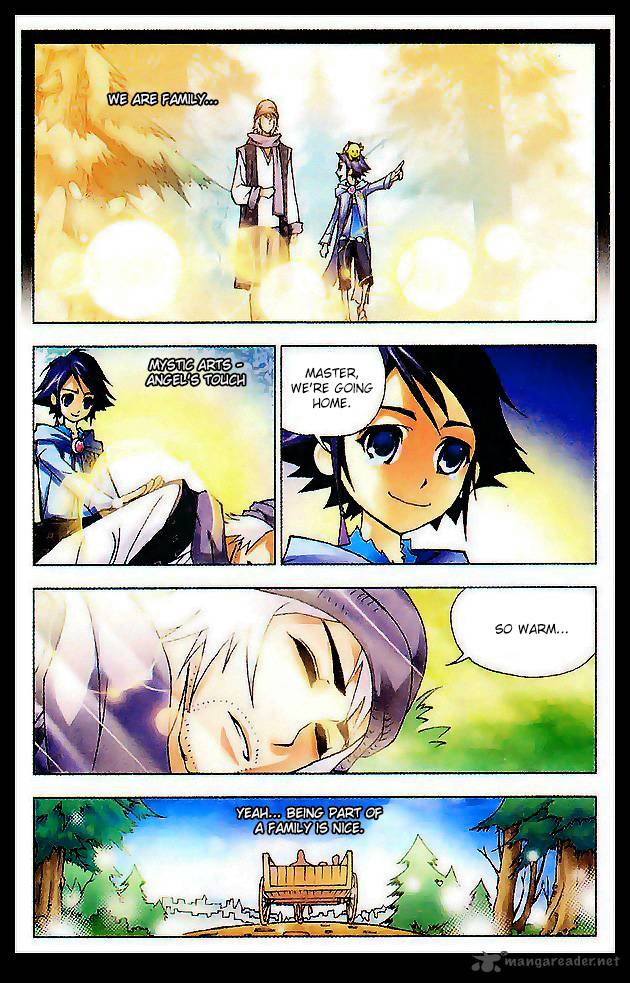 WE ARE FAMILY...
MYSTIC ARTS -
ANGEL'S TOUCH
MASTER,
WE'RE GOING
HOME.
SO WARM...
YEAH... BEING PART OF
A FAMILY IS NICE.
mangareader.net